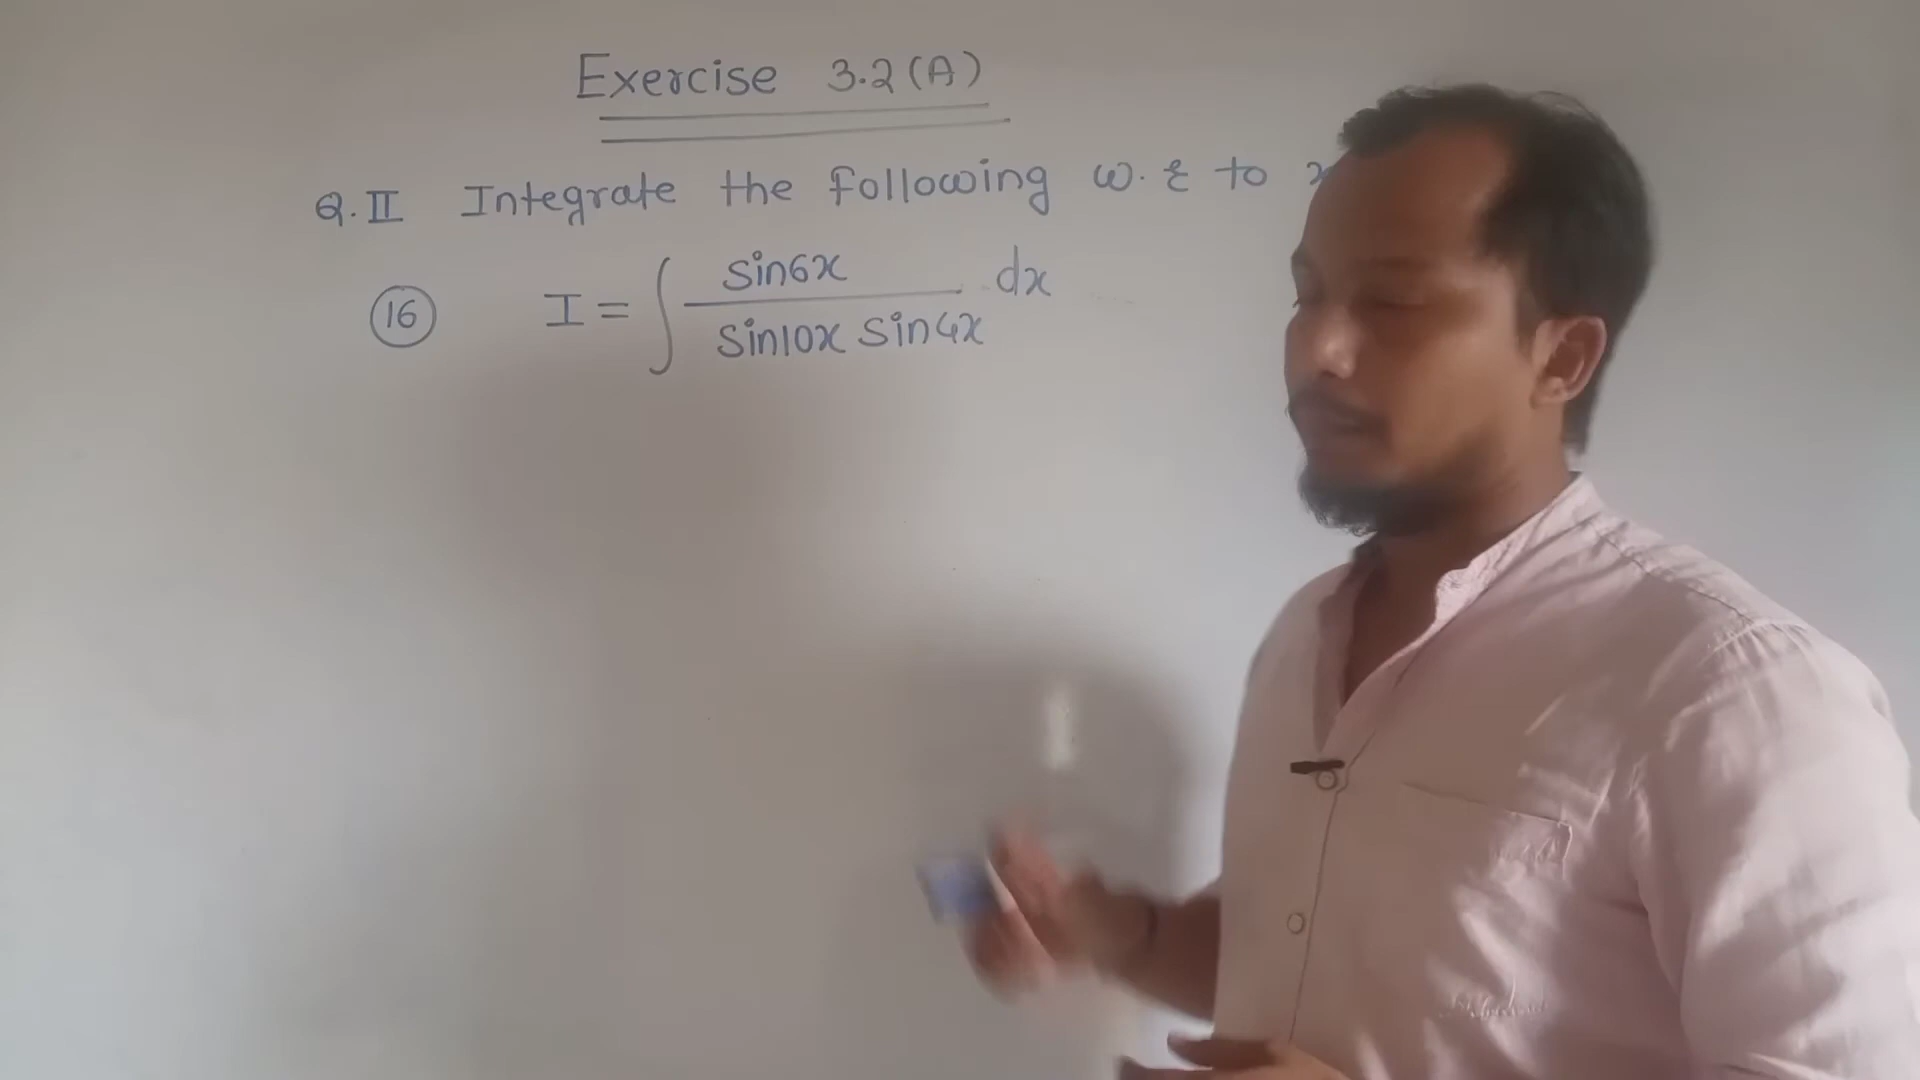 Exercise 3.2(A)
Q.II Integrate the following w.r to x
16 I = ∫ sin6x / sin10x sin4x dx